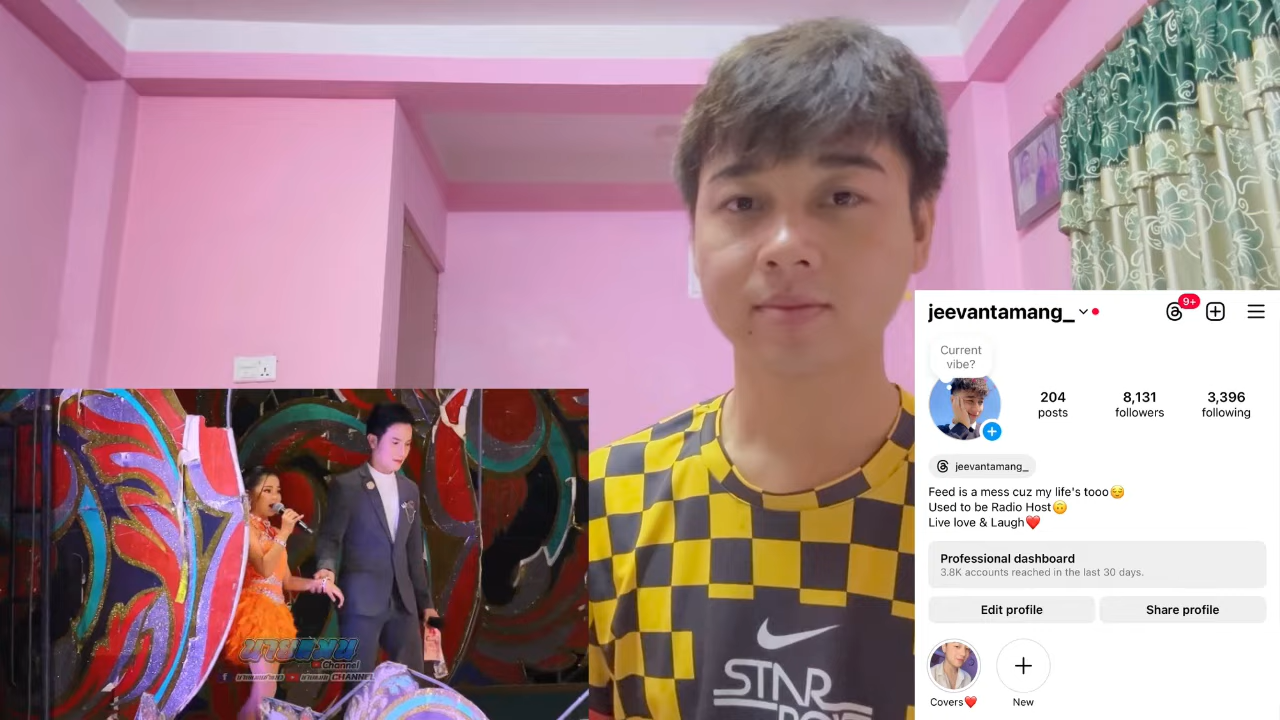 jeevantamang_
9+
Current
vibe?
204
posts
8,131
followers
3,396
following
jeevantamang_
Feed is a mess cuz my life's tooo😌
Used to be Radio Host🙃
Live love & Laugh❤️
Professional dashboard
3.8K accounts reached in the last 30 days.
Edit profile
Share profile
Covers❤️
New
STAR
BOY
Channel
CHANNEL